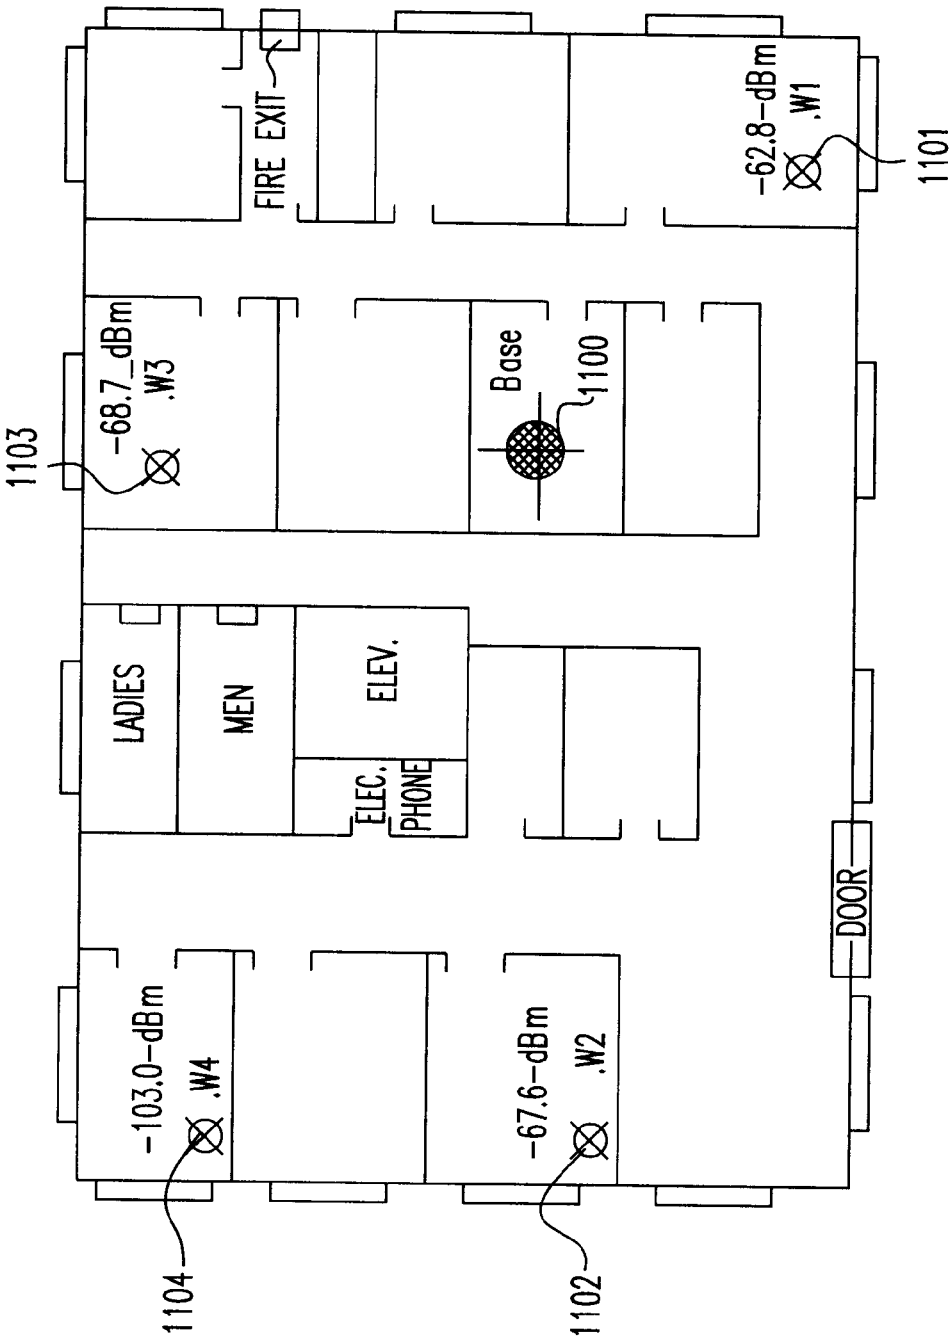 1104
-103.0-dBm
.W4
LADIES
MEN
ELEC.
PHONE
ELEV.
1103
-68.7_dBm
.W3
FIRE EXIT
1102
-67.6-dBm
.W2
DOOR
Base
1100
-62.8-dBm
.W1
1101